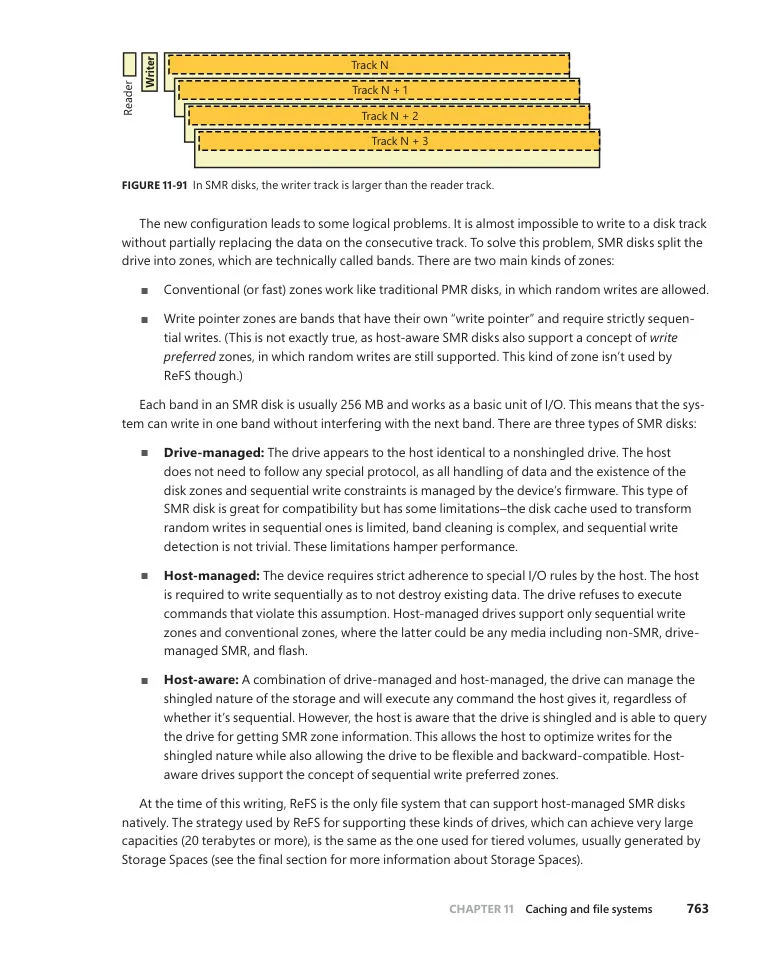 Reader
Writer
Track N
Track N + 1
Track N + 2
Track N + 3
FIGURE 11-91 In SMR disks, the writer track is larger than the reader track.
The new configuration leads to some logical problems. It is almost impossible to write to a disk track
without partially replacing the data on the consecutive track. To solve this problem, SMR disks split the
drive into zones, which are technically called bands. There are two main kinds of zones:
■ Conventional (or fast) zones work like traditional PMR disks, in which random writes are allowed.
■ Write pointer zones are bands that have their own “write pointer” and require strictly sequen-
tial writes. (This is not exactly true, as host-aware SMR disks also support a concept of write
preferred zones, in which random writes are still supported. This kind of zone isn’t used by
ReFS though.)
Each band in an SMR disk is usually 256 MB and works as a basic unit of I/O. This means that the sys-
tem can write in one band without interfering with the next band. There are three types of SMR disks:
■ Drive-managed: The drive appears to the host identical to a nonshingled drive. The host
does not need to follow any special protocol, as all handling of data and the existence of the
disk zones and sequential write constraints is managed by the device’s firmware. This type of
SMR disk is great for compatibility but has some limitations–the disk cache used to transform
random writes in sequential ones is limited, band cleaning is complex, and sequential write
detection is not trivial. These limitations hamper performance.
■ Host-managed: The device requires strict adherence to special I/O rules by the host. The host
is required to write sequentially as to not destroy existing data. The drive refuses to execute
commands that violate this assumption. Host-managed drives support only sequential write
zones and conventional zones, where the latter could be any media including non-SMR, drive-
managed SMR, and flash.
■ Host-aware: A combination of drive-managed and host-managed, the drive can manage the
shingled nature of the storage and will execute any command the host gives it, regardless of
whether it’s sequential. However, the host is aware that the drive is shingled and is able to query
the drive for getting SMR zone information. This allows the host to optimize writes for the
shingled nature while also allowing the drive to be flexible and backward-compatible. Host-
aware drives support the concept of sequential write preferred zones.
At the time of this writing, ReFS is the only file system that can support host-managed SMR disks
natively. The strategy used by ReFS for supporting these kinds of drives, which can achieve very large
capacities (20 terabytes or more), is the same as the one used for tiered volumes, usually generated by
Storage Spaces (see the final section for more information about Storage Spaces).
CHAPTER 11 Caching and file systems 763